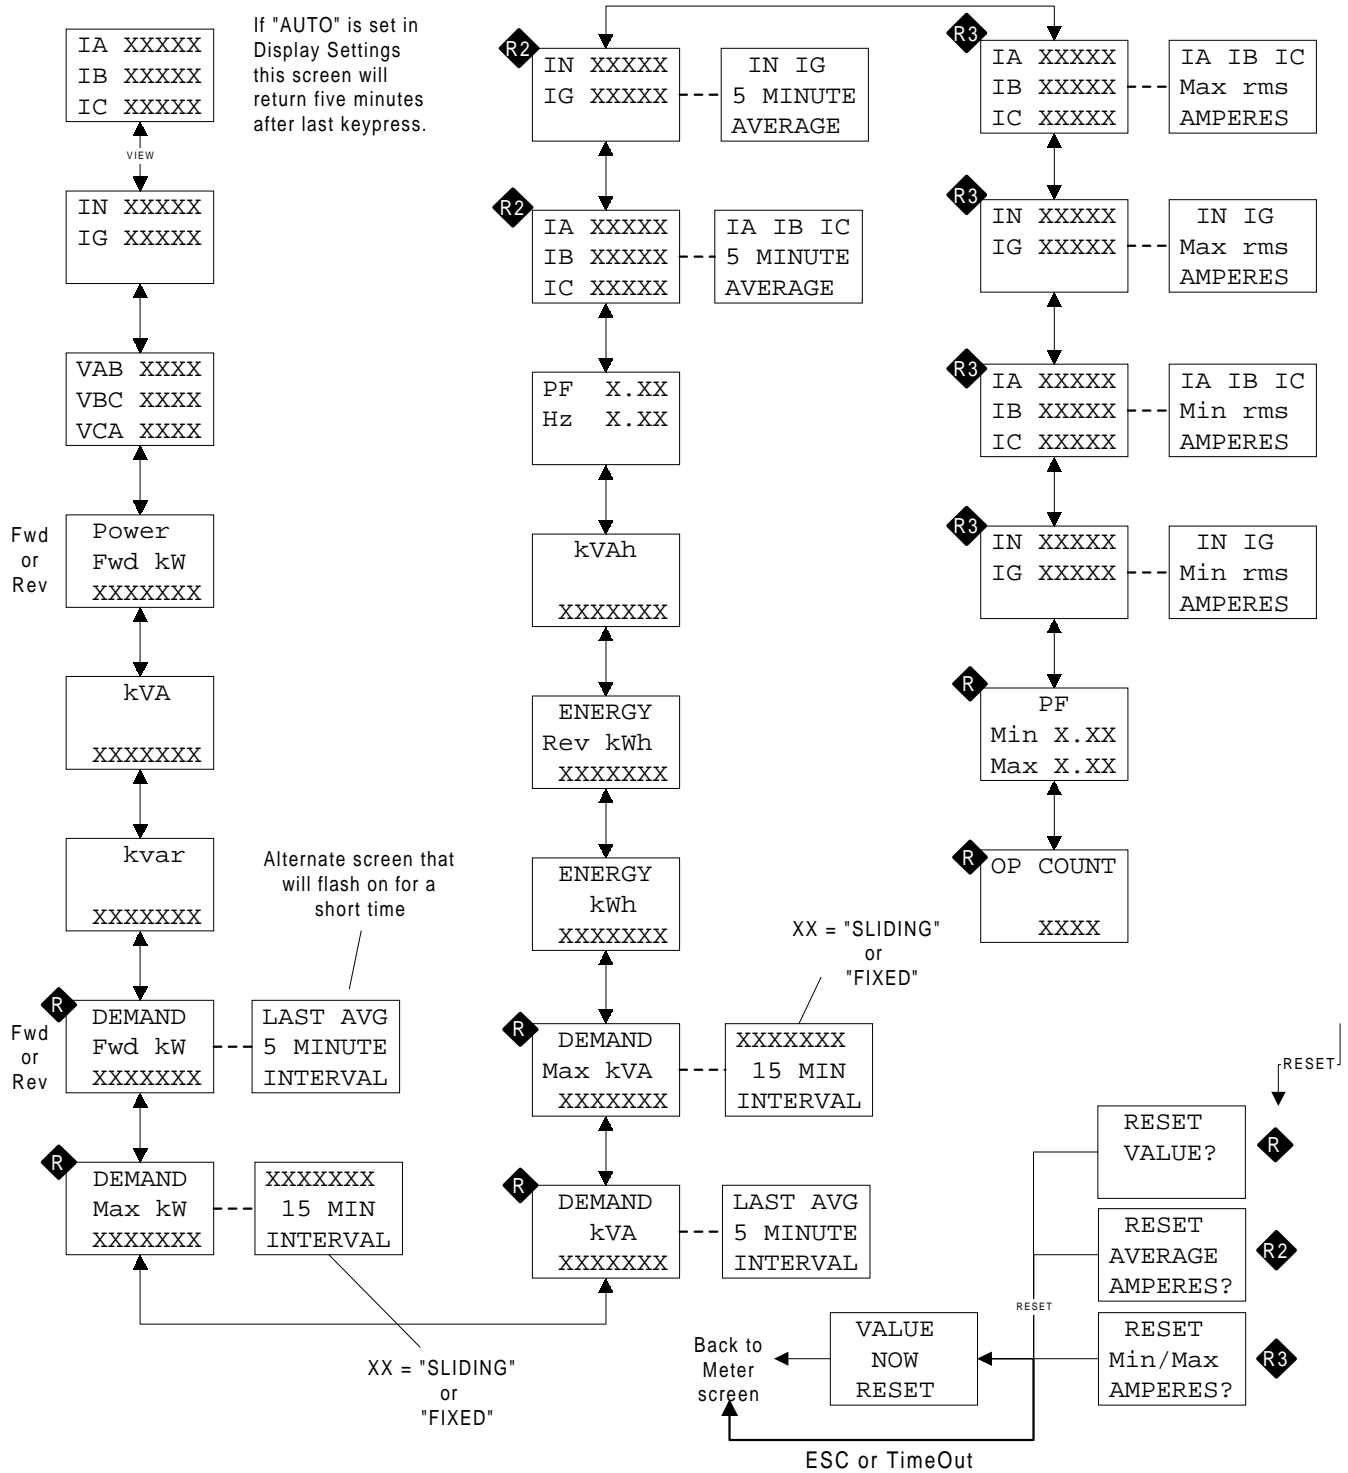 IA XXXXX
IB XXXXX
IC XXXXX
If "AUTO" is set in
Display Settings
this screen will
return five minutes
after last keypress.
VIEW
IN XXXXX
IG XXXXX
VAB XXXX
VBC XXXX
VCA XXXX
Fwd
or
Rev
Power
Fwd kW
XXXXXXX
kVA
XXXXXXX
kvar
XXXXXXX
Alternate screen that
will flash on for a
short time
Fwd
or
Rev
R
DEMAND
Fwd kW
XXXXXXX
LAST AVG
5 MINUTE
INTERVAL
R
DEMAND
Max kW
XXXXXXX
XXXXXXX
15 MIN
INTERVAL
XX = "SLIDING"
or
"FIXED"
R2
IN XXXXX
IG XXXXX
IN IG
5 MINUTE
AVERAGE
R2
IA XXXXX
IB XXXXX
IC XXXXX
IA IB IC
5 MINUTE
AVERAGE
PF X.XX
Hz X.XX
kVAh
XXXXXXX
ENERGY
Rev kWh
XXXXXXX
ENERGY
kWh
XXXXXXX
XX = "SLIDING"
or
"FIXED"
R
DEMAND
Max kVA
XXXXXXX
XXXXXXX
15 MIN
INTERVAL
R
DEMAND
kVA
XXXXXXX
LAST AVG
5 MINUTE
INTERVAL
R3
IA XXXXX
IB XXXXX
IC XXXXX
IA IB IC
Max rms
AMPERES
R3
IN XXXXX
IG XXXXX
IN IG
Max rms
AMPERES
R3
IA XXXXX
IB XXXXX
IC XXXXX
IA IB IC
Min rms
AMPERES
R3
IN XXXXX
IG XXXXX
IN IG
Min rms
AMPERES
R
PF
Min X.XX
Max X.XX
R
OP COUNT
XXXX
RESET
RESET
VALUE?
R
RESET
AVERAGE
AMPERES?
R2
RESET
RESET
Min/Max
AMPERES?
R3
VALUE
NOW
RESET
Back to
Meter
screen
ESC or TimeOut